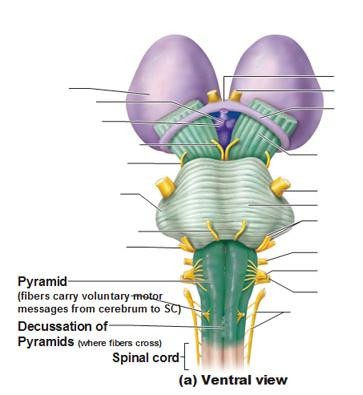 Pyramid
(fibers carry voluntary motor
messages from cerebrum to SC)
Decussation of
Pyramids (where fibers cross)
Spinal cord
(a) Ventral view